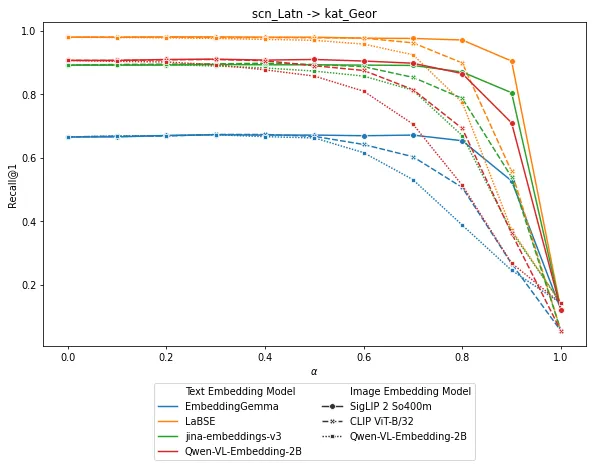 scn_Latn -> kat_Geor
Recall@1
1.0
0.8
0.6
0.4
0.2
0.0 0.2 0.4 0.6 0.8 1.0
α
Text Embedding Model
EmbeddingGemma
LaBSE
jina-embeddings-v3
Qwen-VL-Embedding-2B
Image Embedding Model
SigLIP 2 So400m
CLIP ViT-B/32
Qwen-VL-Embedding-2B